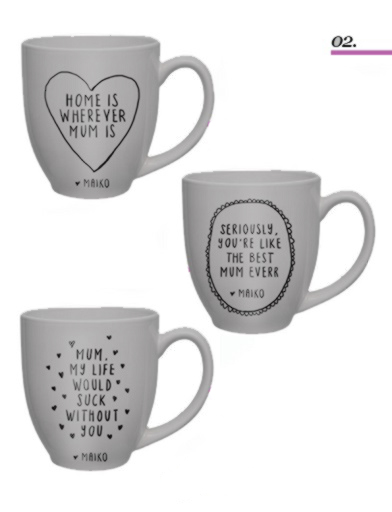 02.
HOME IS
WHEREVER
MUM IS
♥ MAIKO
SERIOUSLY,
YOU'RE LIKE
THE BEST
MUM EVERR
♥ MAIKO
MUM,
MY LIFE
WOULD
SUCK
WITHOUT
YOU
♥ MAIKO